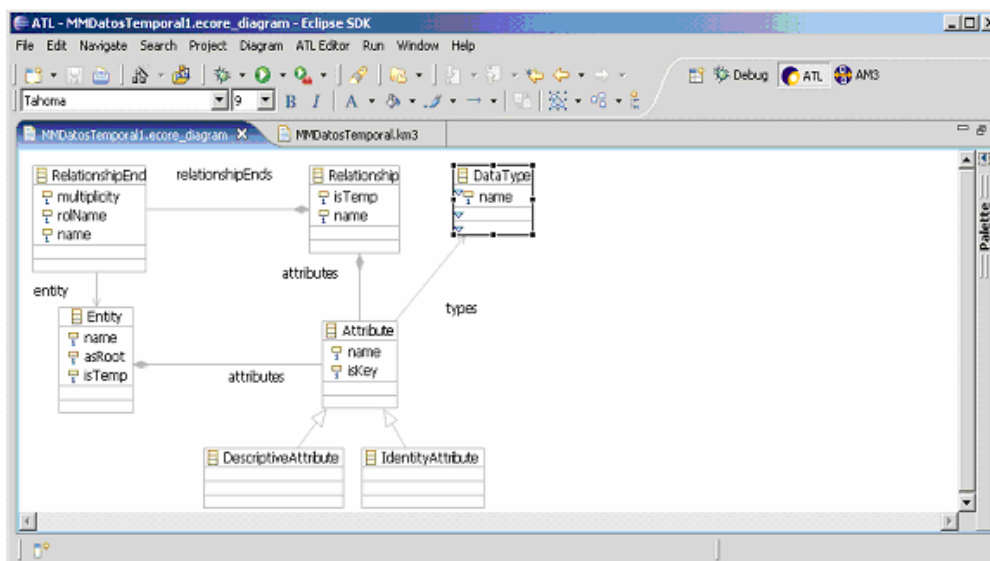 ATL - MMDatosTemporal1.ecore_diagram - Eclipse SDK
File Edit Navigate Search Project Diagram ATL Editor Run Window Help
Debug ATL AM3
Tahoma 9 B I A
MMDatosTemporal1.ecore_diagram MMDatosTemporal.km3
Palette
RelationshipEnd
multiplicity
rolName
name
relationshipEnds
Relationship
isTemp
name
DataType
name
attributes
entity
types
Entity
name
asRoot
isTemp
attributes
Attribute
name
isKey
DescriptiveAttribute
IdentityAttribute